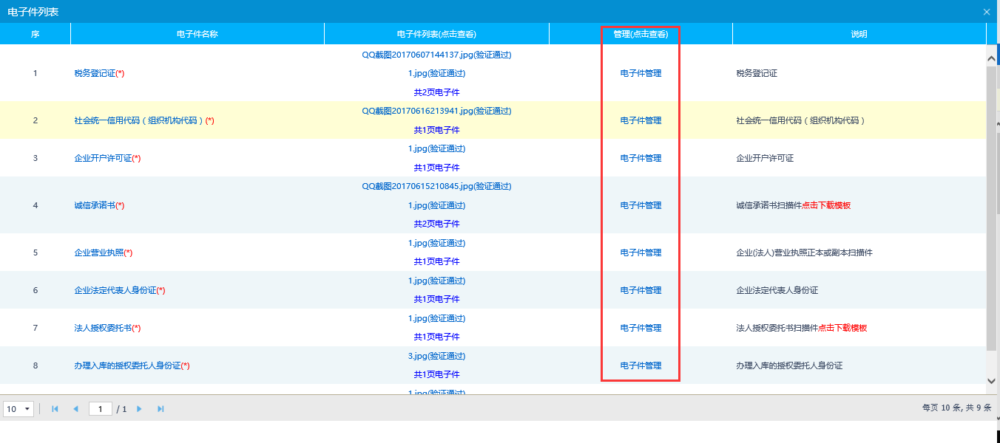 电子件列表
序 电子件名称 电子件列表(点击查看) 管理(点击查看) 说明
QQ截图20170607144137.jpg(验证通过)
1 税务登记证(*) 1.jpg(验证通过) 电子件管理 税务登记证
共2页电子件
QQ截图20170616213941.jpg(验证通过)
2 社会统一信用代码（组织机构代码）(*) 电子件管理 社会统一信用代码（组织机构代码）
共1页电子件
1.jpg(验证通过)
3 企业开户许可证(*) 电子件管理 企业开户许可证
共1页电子件
QQ截图20170615210845.jpg(验证通过)
4 诚信承诺书(*) 1.jpg(验证通过) 电子件管理 诚信承诺书扫描件点击下载模板
共2页电子件
1.jpg(验证通过)
5 企业营业执照(*) 电子件管理 企业(法人)营业执照正本或副本扫描件
共1页电子件
1.jpg(验证通过)
6 企业法定代表人身份证(*) 电子件管理 企业法定代表人身份证
共1页电子件
1.jpg(验证通过)
7 法人授权委托书(*) 电子件管理 法人授权委托书扫描件点击下载模板
共1页电子件
3.jpg(验证通过)
8 办理入库的授权委托人身份证(*) 电子件管理 办理入库的授权委托人身份证
共1页电子件
1.jpg(验证通过)
10 1 / 1 每页 10 条, 共 9 条